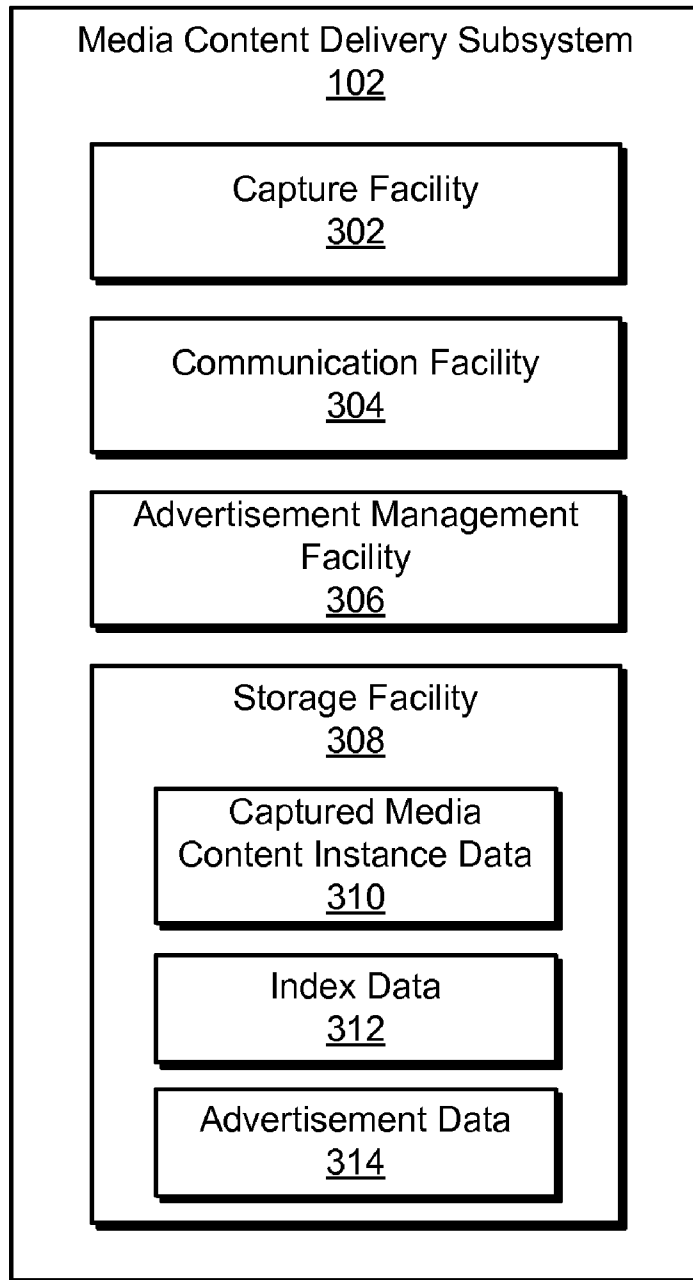 Media Content Delivery Subsystem
102
Capture Facility
302
Communication Facility
304
Advertisement Management
Facility
306
Storage Facility
308
Captured Media
Content Instance Data
310
Index Data
312
Advertisement Data
314